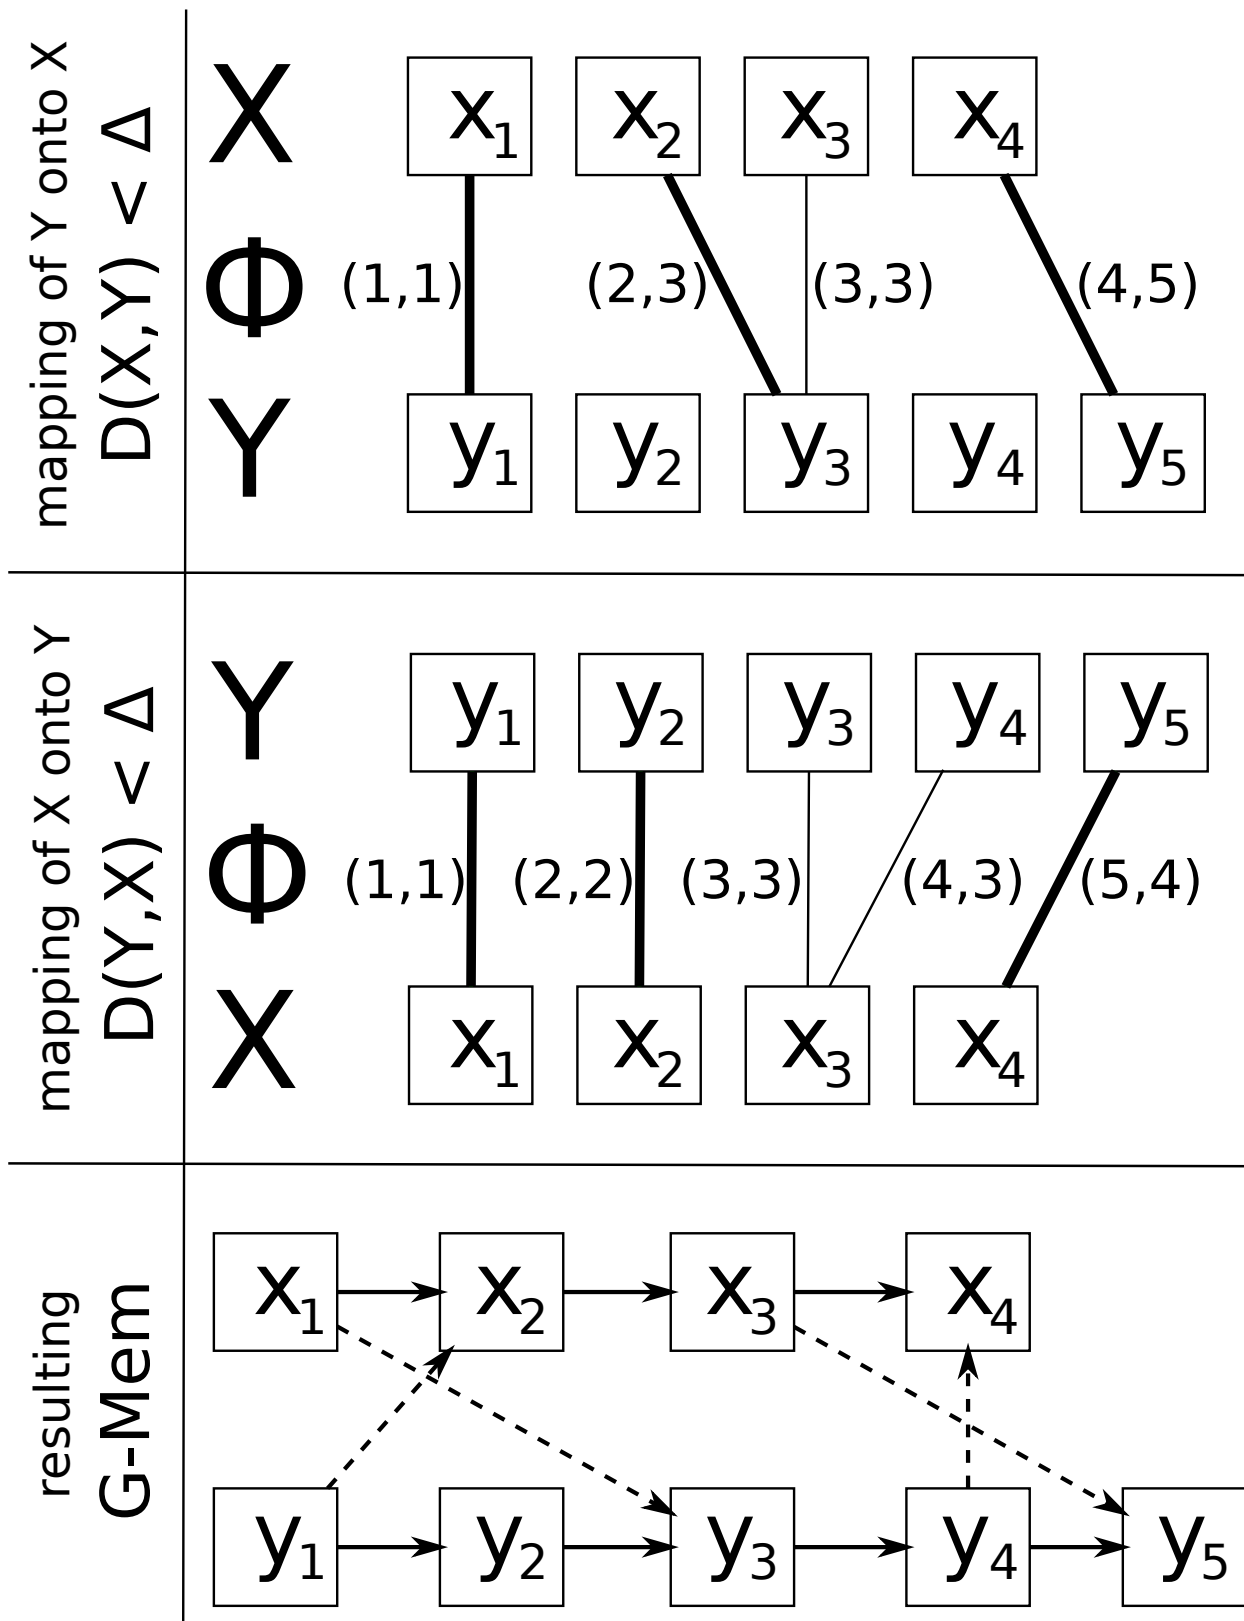 mapping of Y onto X
D(X,Y) < Δ
X x1 x2 x3 x4
Φ (1,1) (2,3) (3,3) (4,5)
Y y1 y2 y3 y4 y5
mapping of X onto Y
D(Y,X) < Δ
Y y1 y2 y3 y4 y5
Φ (1,1) (2,2) (3,3) (4,3) (5,4)
X x1 x2 x3 x4
resulting
G-Mem
x1 x2 x3 x4
y1 y2 y3 y4 y5